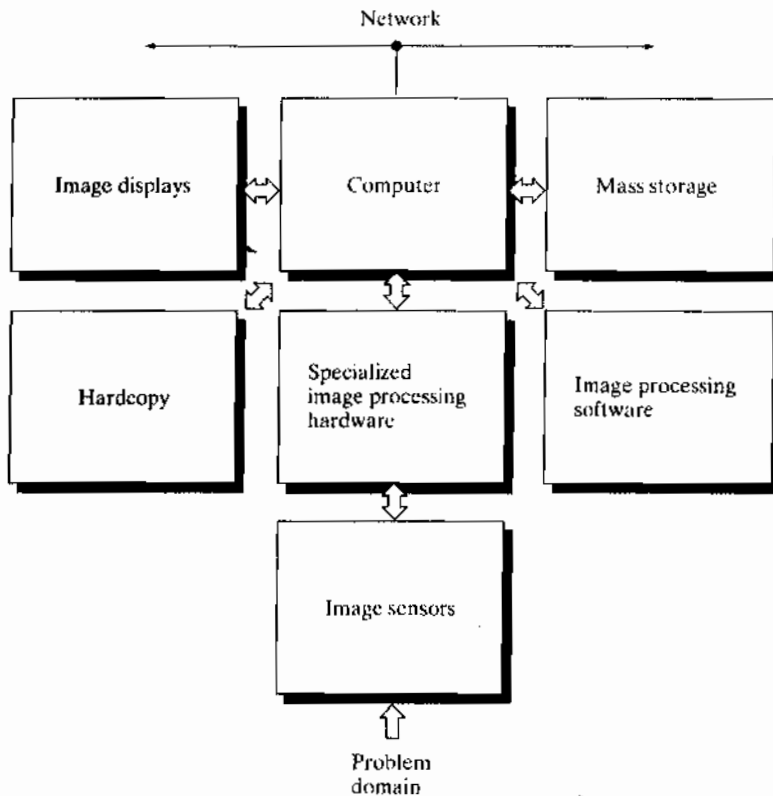 Network
Image displays
Computer
Mass storage
Hardcopy
Specialized
image processing
hardware
Image processing
software
Image sensors
Problem
domain